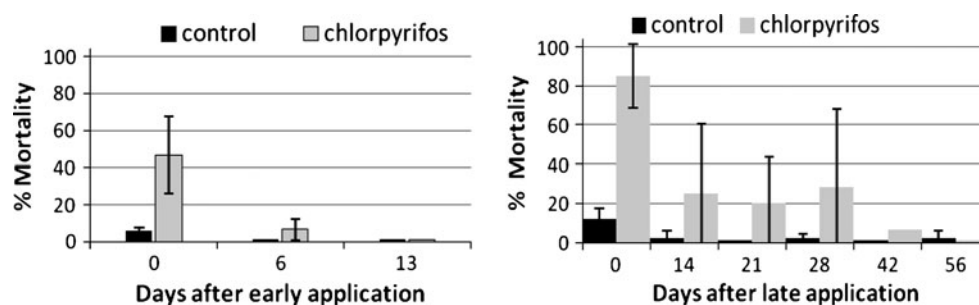 control chlorpyrifos
% Mortality
100
80
60
40
20
0
0 6 13
Days after early application
control chlorpyrifos
% Mortality
100
80
60
40
20
0
0 14 21 28 42 56
Days after late application